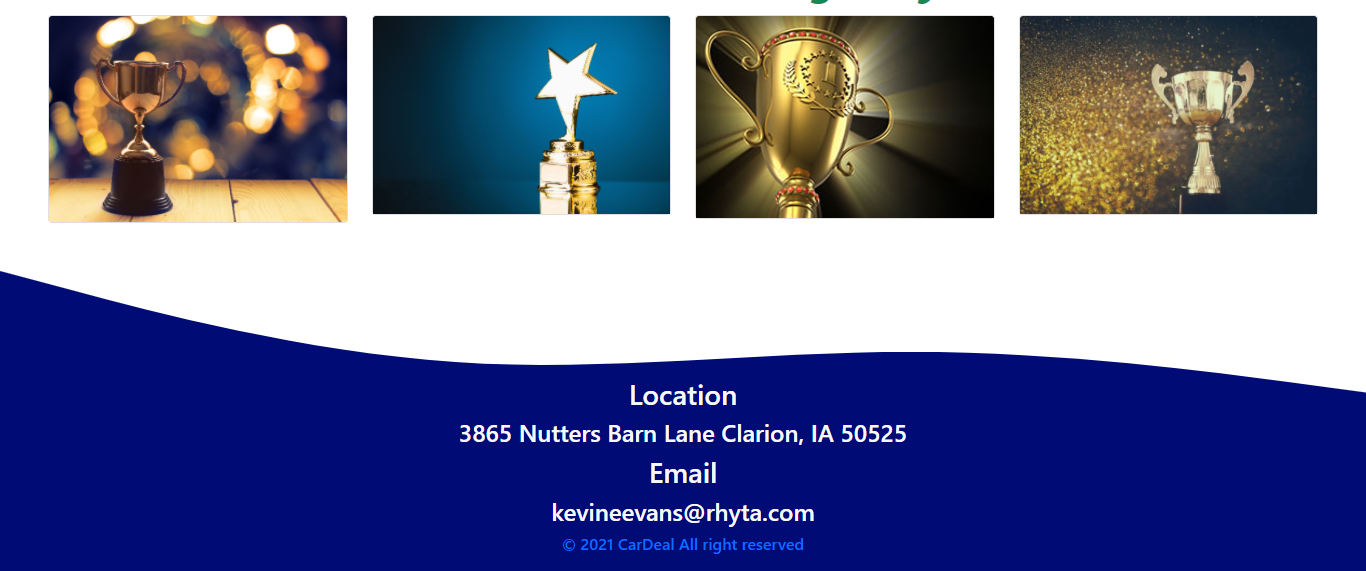 Location
3865 Nutters Barn Lane Clarion, IA 50525
Email
kevineevans@rhyta.com
© 2021 CarDeal All right reserved